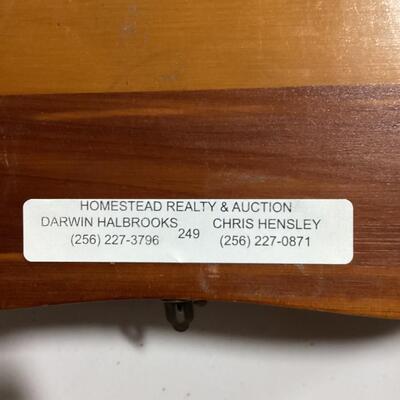 HOMESTEAD REALTY & AUCTION
DARWIN HALBROOKS CHRIS HENSLEY
(256) 227-3796 249 (256) 227-0871